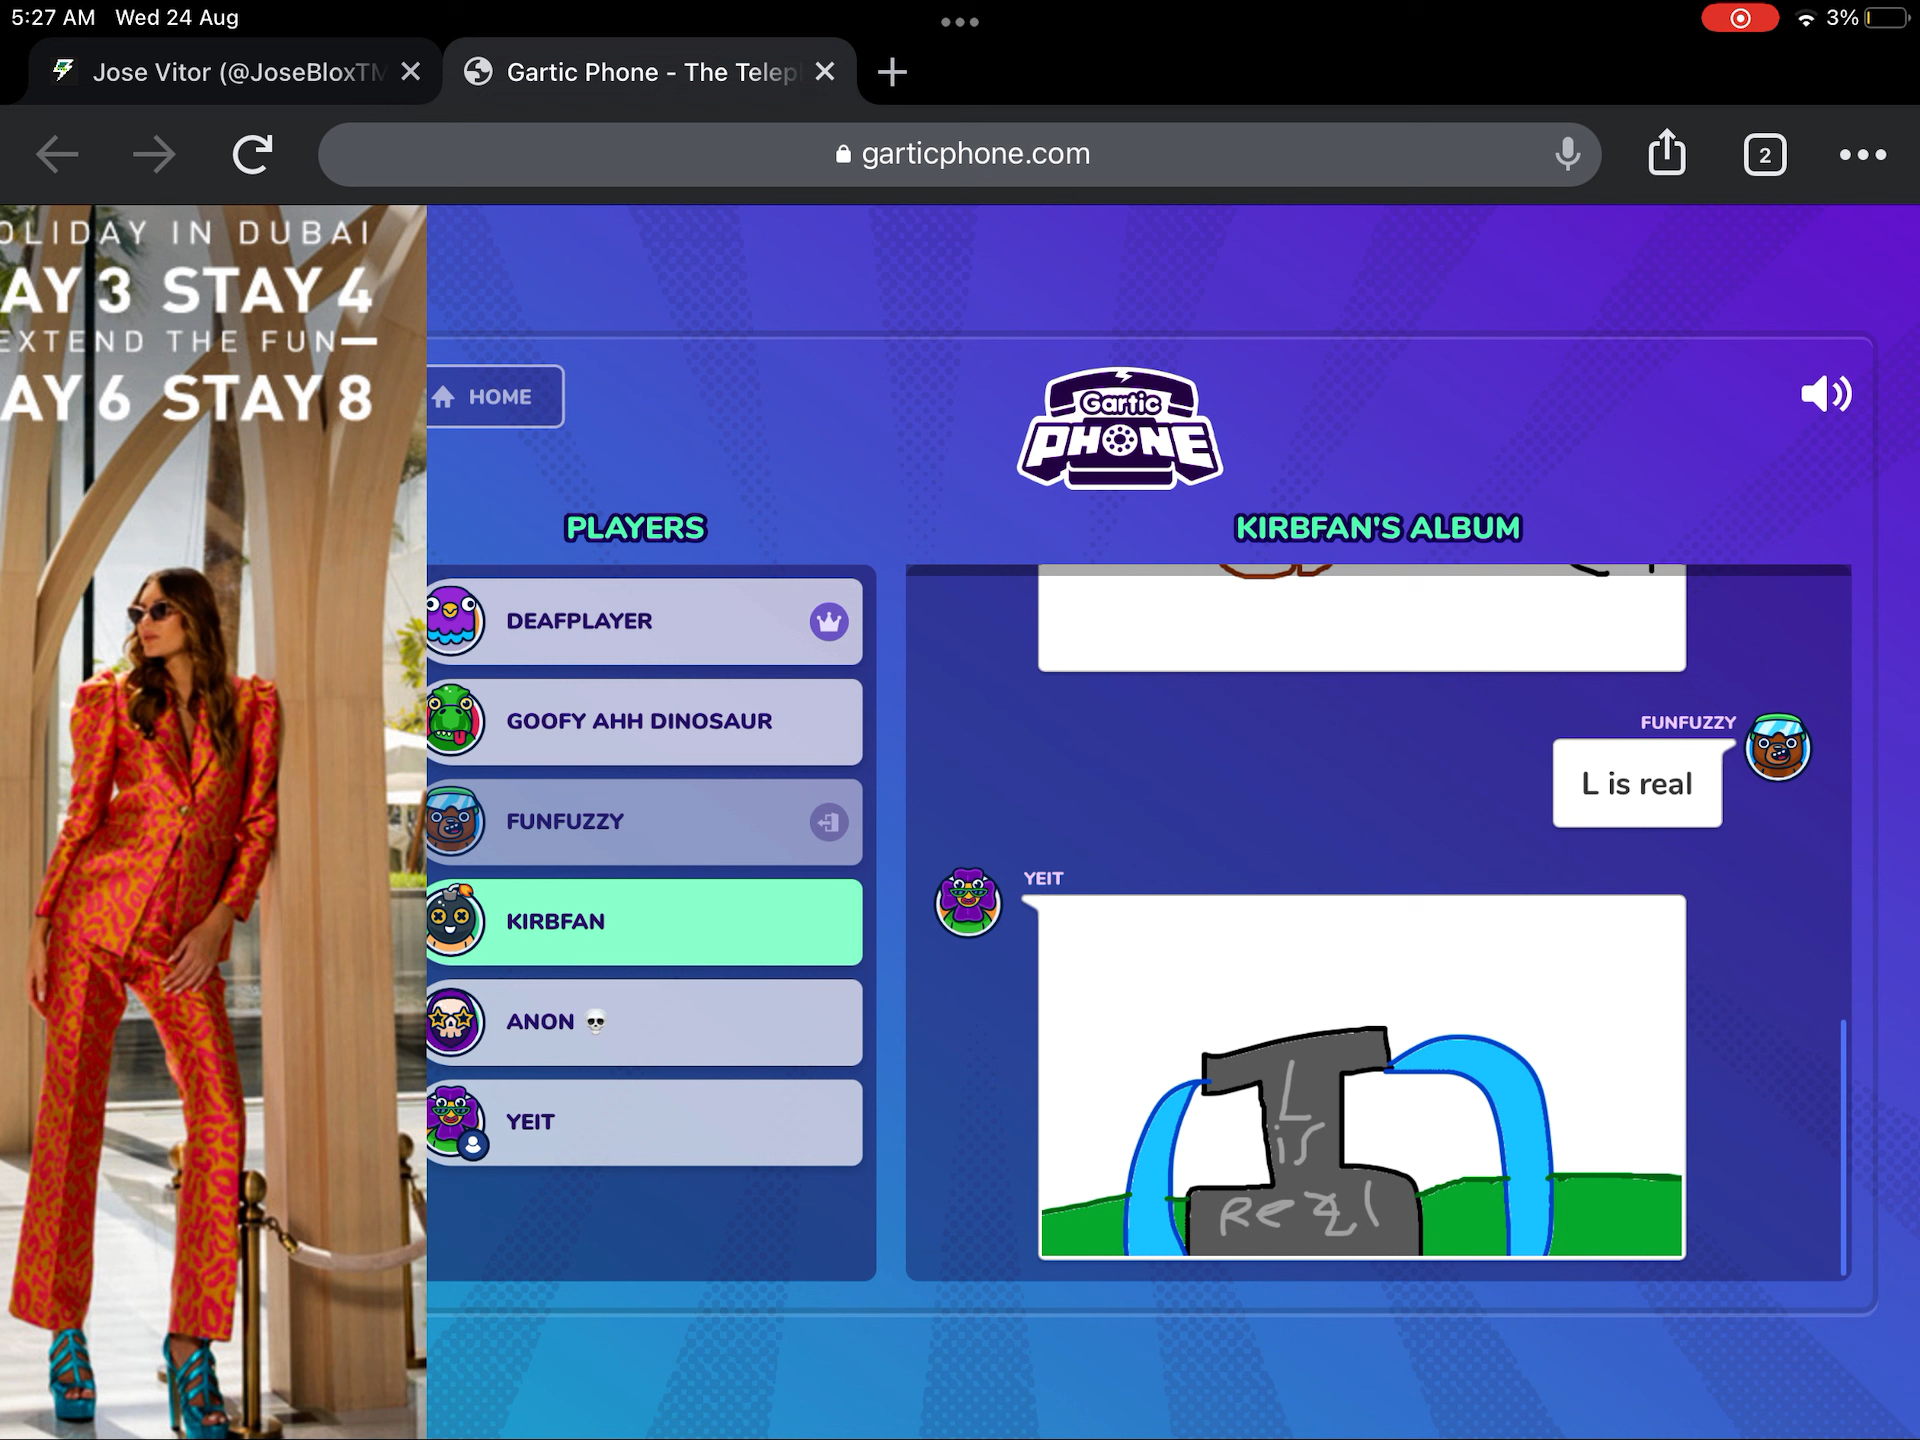 5:27 AM Wed 24 Aug
3%
Jose Vitor (@JoseBloxTM
Gartic Phone - The Telep
garticphone.com
2
OLIDAY IN DUBAI
AY 3 STAY 4
EXTEND THE FUN—
AY 6 STAY 8
HOME
Gartic
PHONE
PLAYERS
DEAFPLAYER
GOOFY AHH DINOSAUR
FUNFUZZY
KIRBFAN
ANON 💀
YEIT
KIRBFAN'S ALBUM
FUNFUZZY
L is real
YEIT
L
is
Real